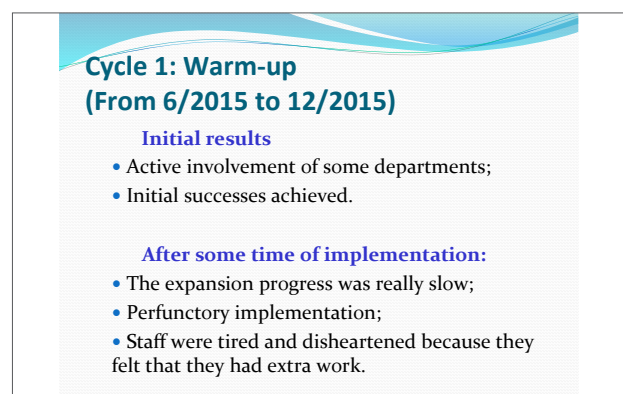 Cycle 1: Warm-up
(From 6/2015 to 12/2015)
Initial results
• Active involvement of some departments;
• Initial successes achieved.
After some time of implementation:
• The expansion progress was really slow;
• Perfunctory implementation;
• Staff were tired and disheartened because they
felt that they had extra work.